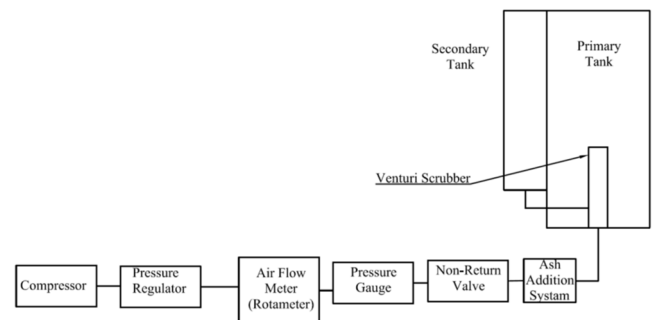 Secondary
Tank
Primary
Tank
Venturi Scrubber
Compressor
Pressure
Regulator
Air Flow
Meter
(Rotameter)
Pressure
Gauge
Non-Return
Valve
Ash
Addition
Systam